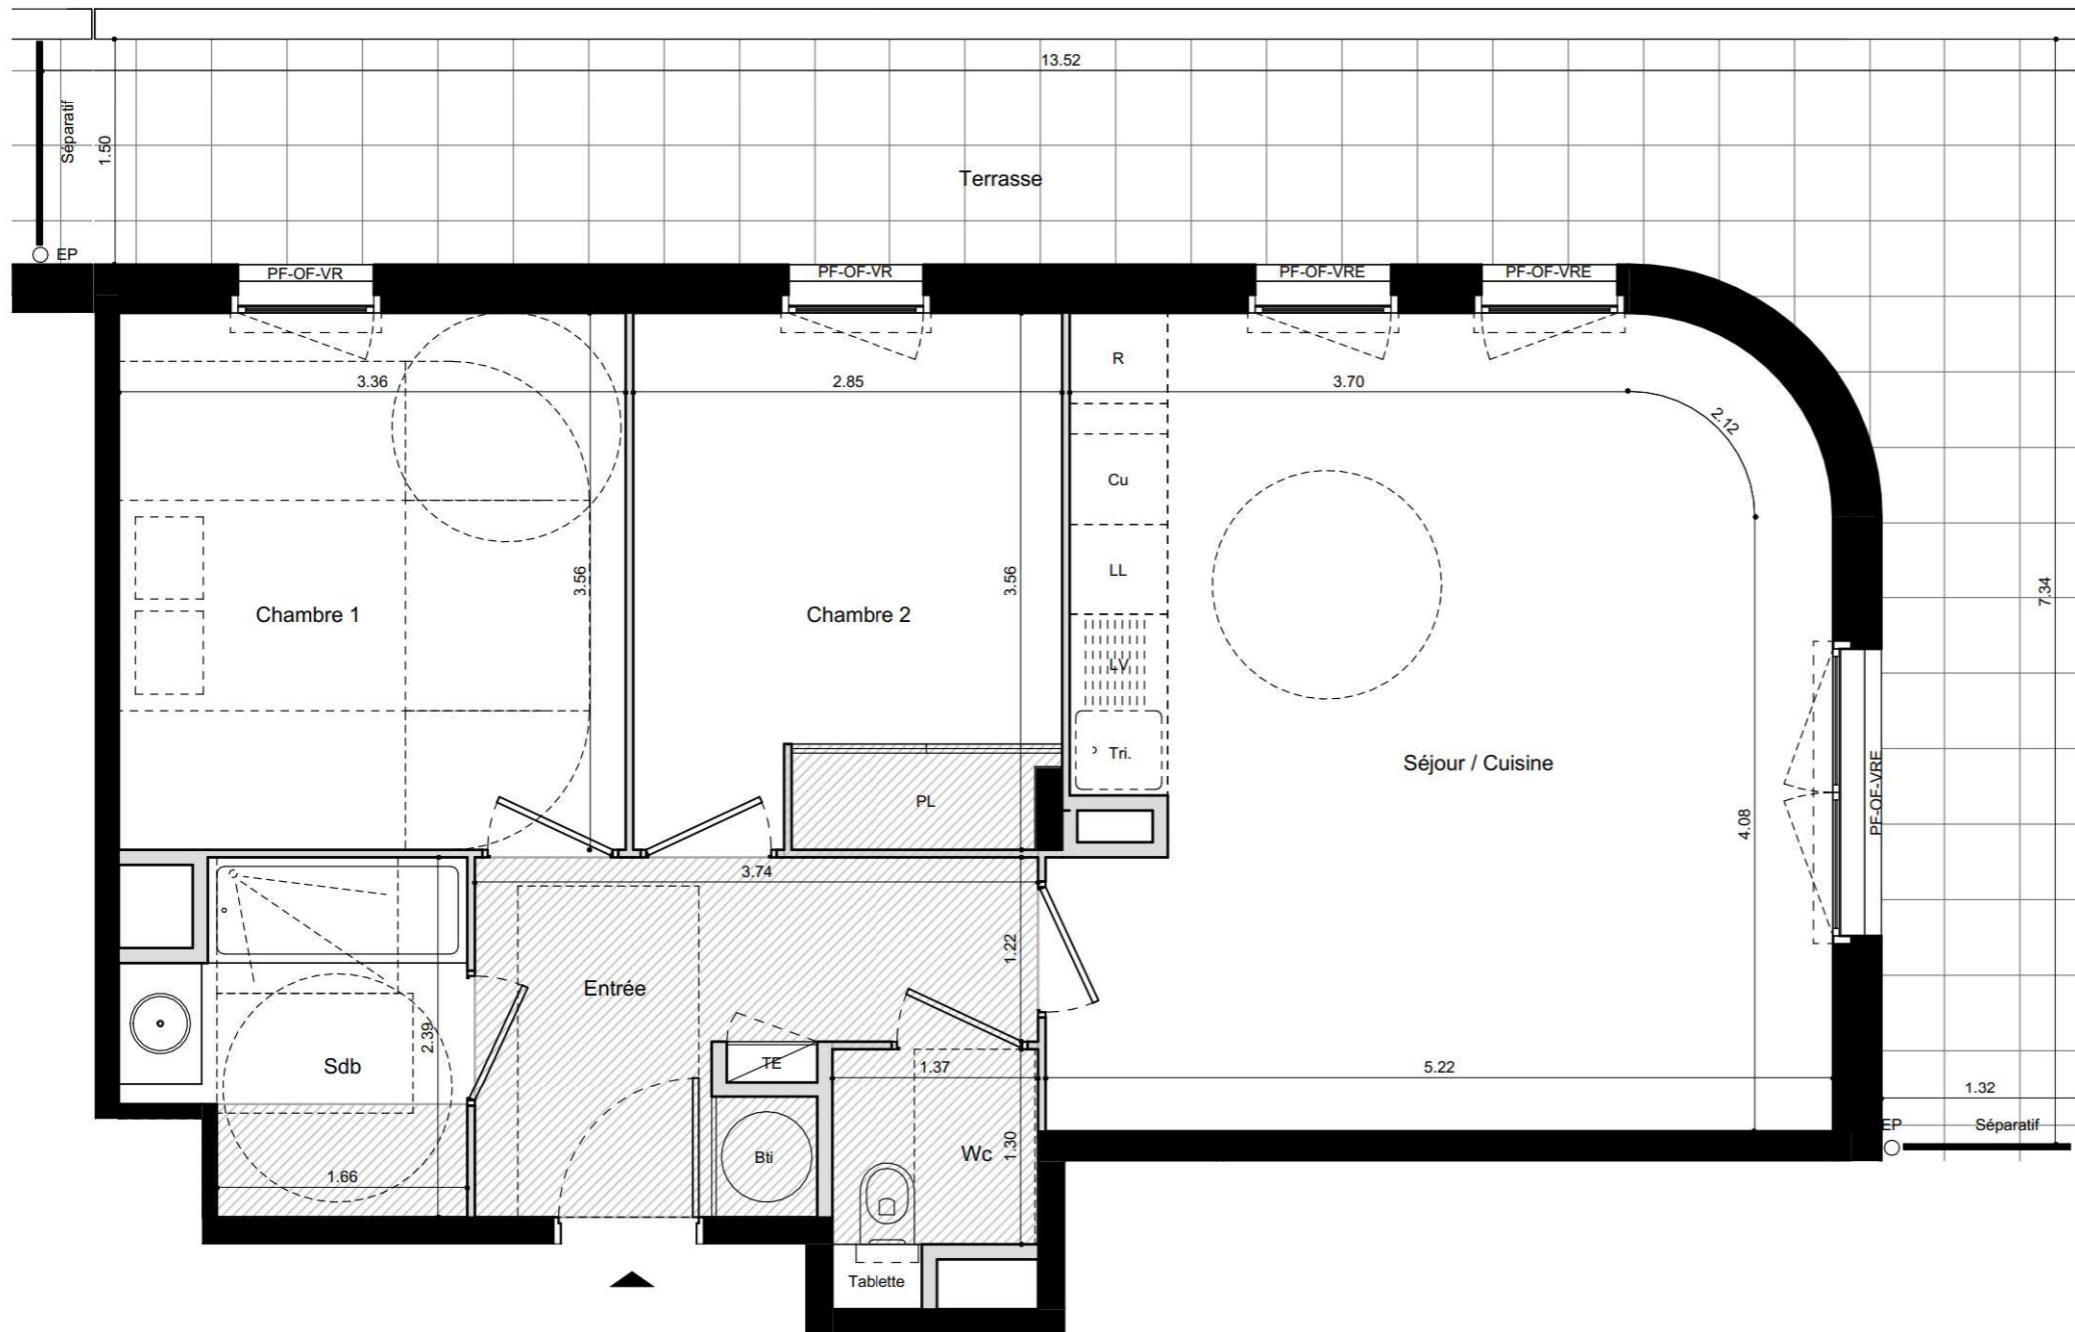 13.52
Séparatif
1.50
Terrasse
EP
PF-OF-VR
PF-OF-VR
PF-OF-VRE
PF-OF-VRE
R
3.36
2.85
3.70
2.12
Cu
3.56
3.56
LL
7.34
Chambre 1
Chambre 2
LV
Tri.
Séjour / Cuisine
PF-OF-VRE
PL
4.08
3.74
1.22
Entrée
2.39
Sdb
TE
1.37
5.22
1.32
EP
Séparatif
Bti
Wc
1.30
1.66
Tablette